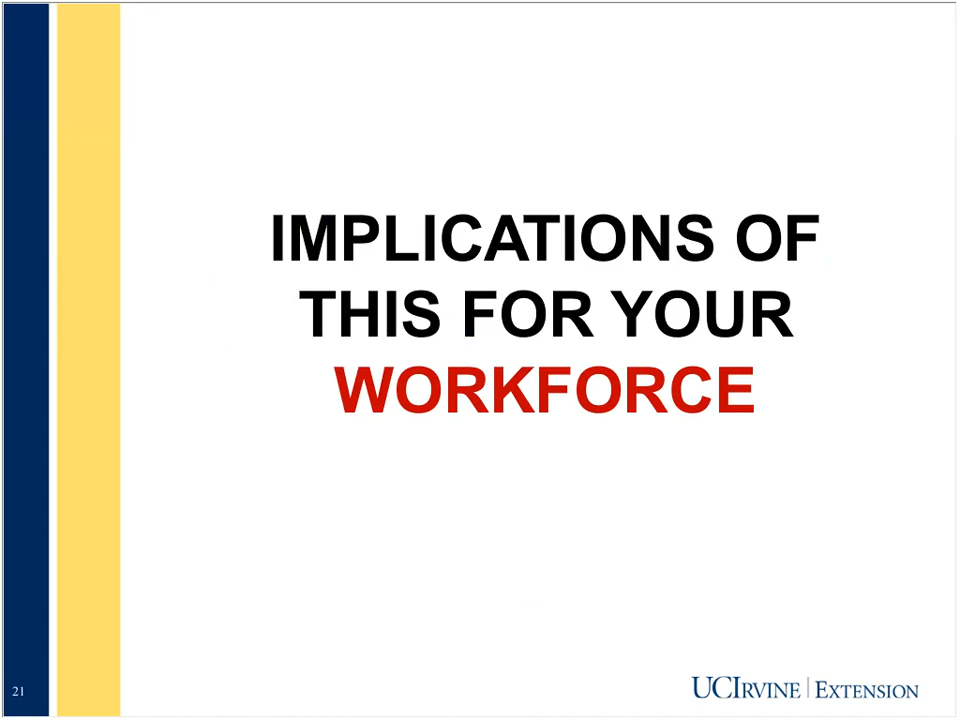 IMPLICATIONS OF
THIS FOR YOUR
WORKFORCE
21
UCIRVINE | EXTENSION